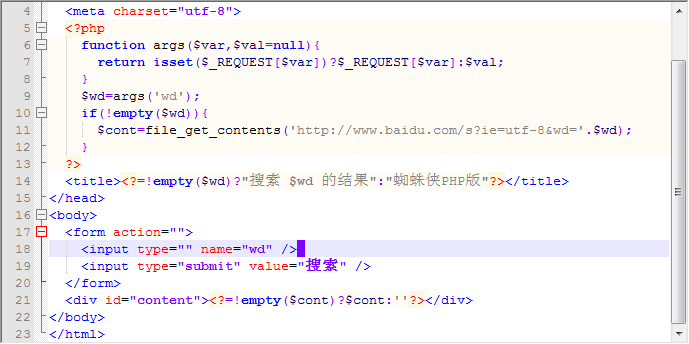 4 <meta charset="utf-8">
5 <?php
6 function args($var,$val=null){
7 return isset($_REQUEST[$var])?$_REQUEST[$var]:$val;
8 }
9 $wd=args('wd');
10 if(!empty($wd)){
11 $cont=file_get_contents('http://www.baidu.com/s?ie=utf-8&wd='.$wd);
12 }
13 ?>
14 <title><?=!empty($wd)?"搜索 $wd 的结果":"蜘蛛侠PHP版"?></title>
15 </head>
16 <body>
17 <form action="">
18 <input type="" name="wd" />
19 <input type="submit" value="搜索" />
20 </form>
21 <div id="content"><?=!empty($cont)?$cont:''?></div>
22 </body>
23 </html>